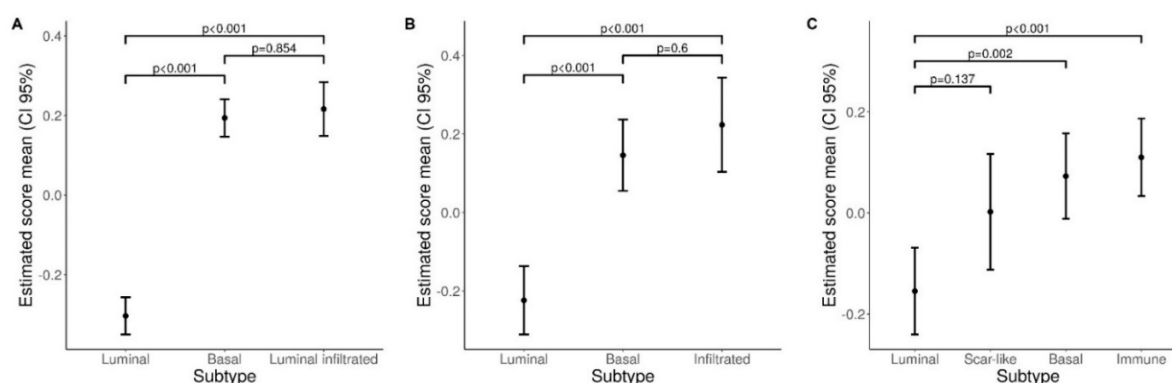 A
Estimated score mean (CI 95%)
0.4
0.2
0.0
-0.2
p<0.001
p=0.854
p<0.001
Luminal
Basal
Luminal infiltrated
Subtype
B
Estimated score mean (CI 95%)
0.4
0.2
0.0
-0.2
p<0.001
p=0.6
p<0.001
Luminal
Basal
Infiltrated
Subtype
C
Estimated score mean (CI 95%)
0.2
0.0
-0.2
p<0.001
p=0.002
p=0.137
Luminal
Scar-like
Basal
Immune
Subtype